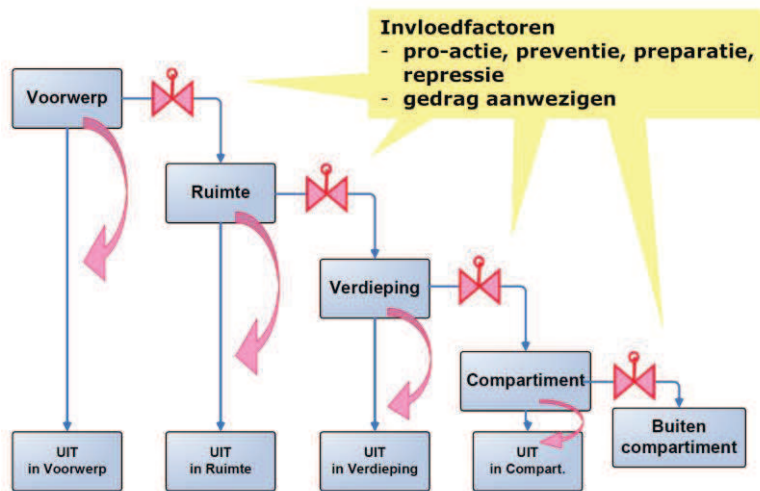 Invloedfactoren
- pro-actie, preventie, preparatie,
repressie
- gedrag aanwezigen
Voorwerp
Ruimte
Verdieping
Compartiment
Buiten
compartiment
UIT
in Voorwerp
UIT
in Ruimte
UIT
in Verdieping
UIT
in Compart.